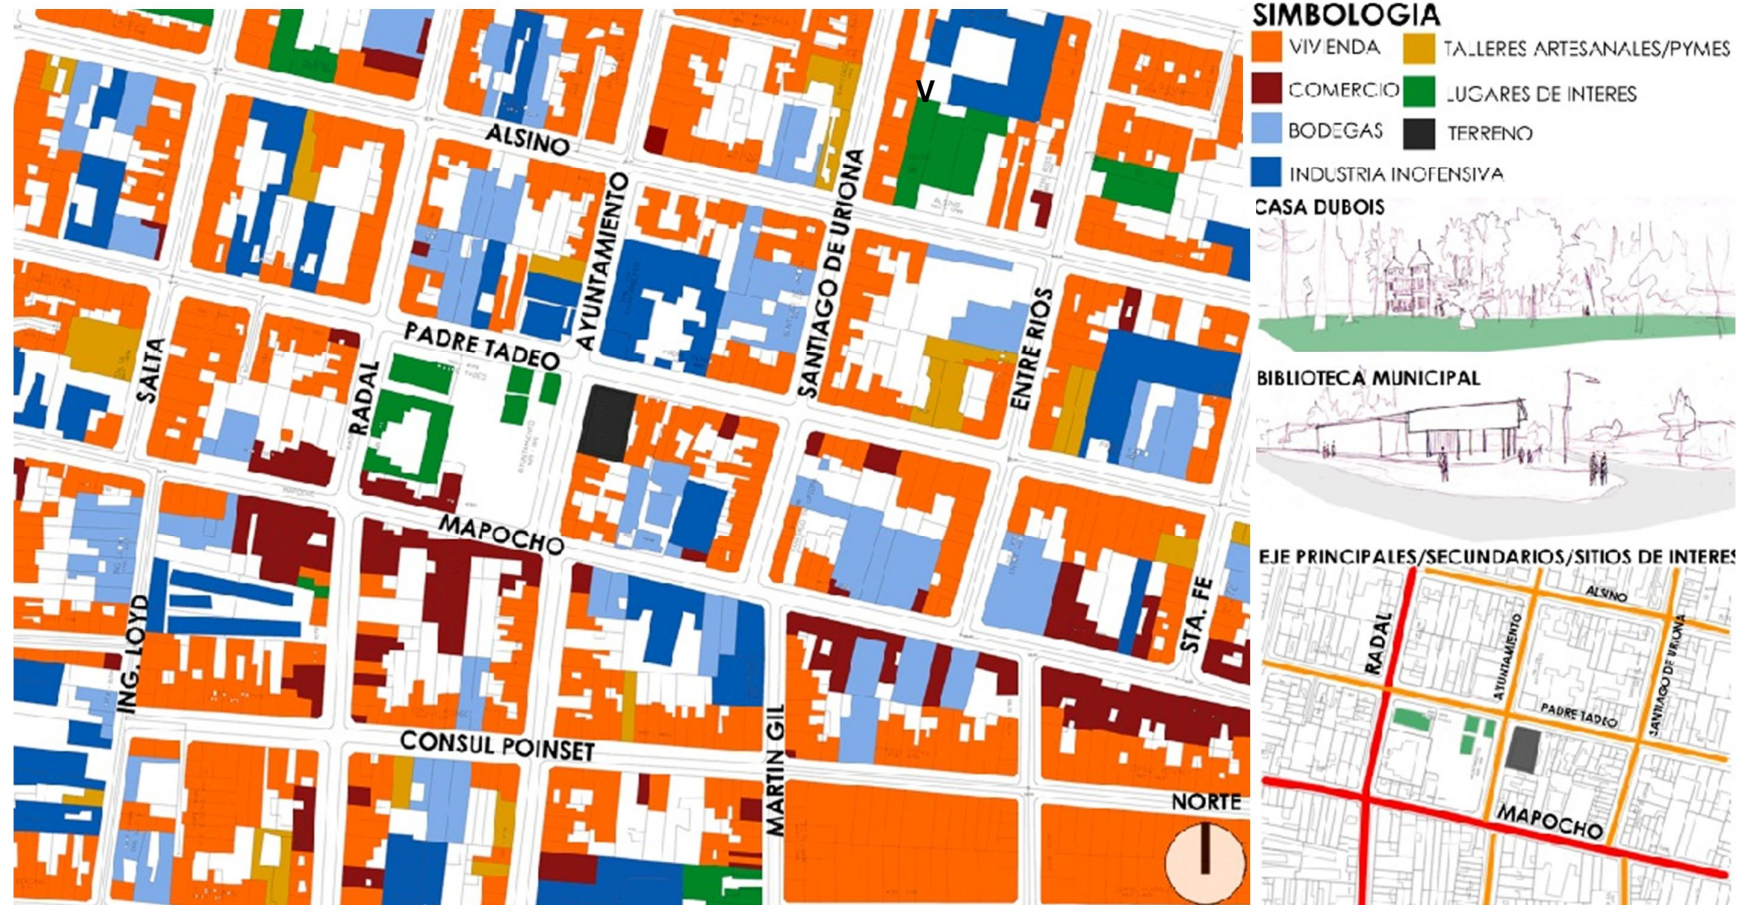 V
ALSINO
AYUNTAMIENTO
SANTIAGO DE URIONA
PADRE TADEO
SALTA
RADAL
ENTRE RIOS
MAPOCHO
STA. FE
ING. LOYD
CONSUL POINSET
MARTIN GIL
NORTE
SIMBOLOGIA
VIVIENDA
TALLERES ARTESANALES/PYMES
COMERCIO
LUGARES DE INTERES
BODEGAS
TERRENO
INDUSTRIA INOFENSIVA
CASA DUBOIS
BIBLIOTECA MUNICIPAL
EJE PRINCIPALES/SECUNDARIOS/SITIOS DE INTERES
ALSINO
RADAL
AYUNTAMIENTO
SANTIAGO DE URIONA
PADRE TADEO
MAPOCHO